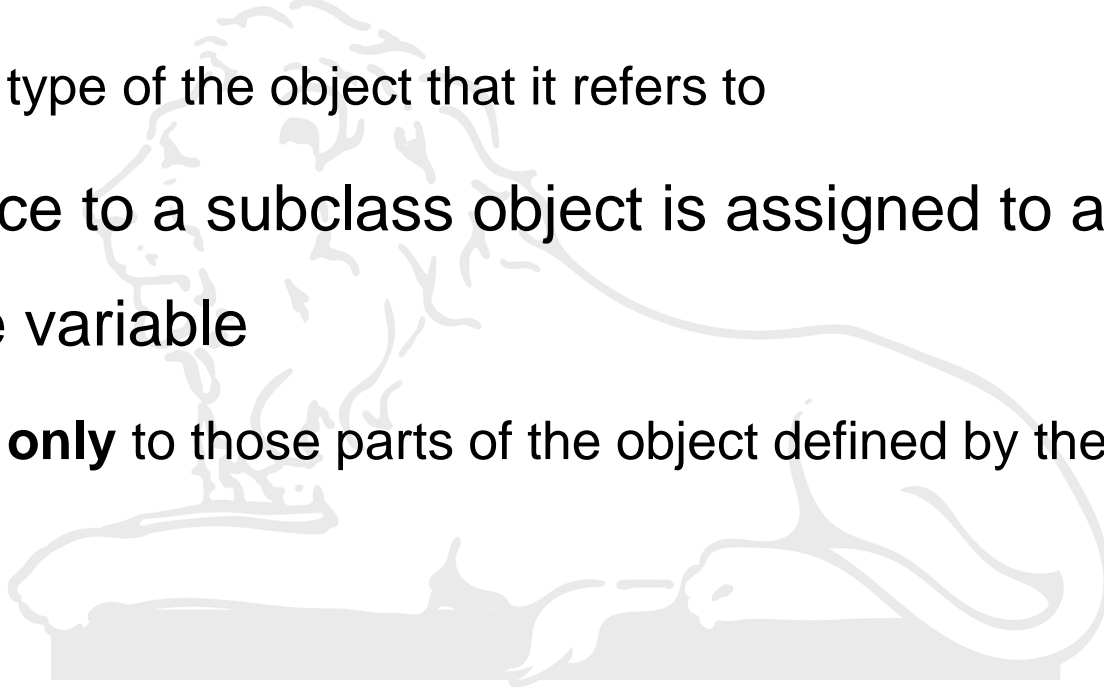 type of the object that it refers to
ce to a subclass object is assigned to a
variable
only to those parts of the object defined by the